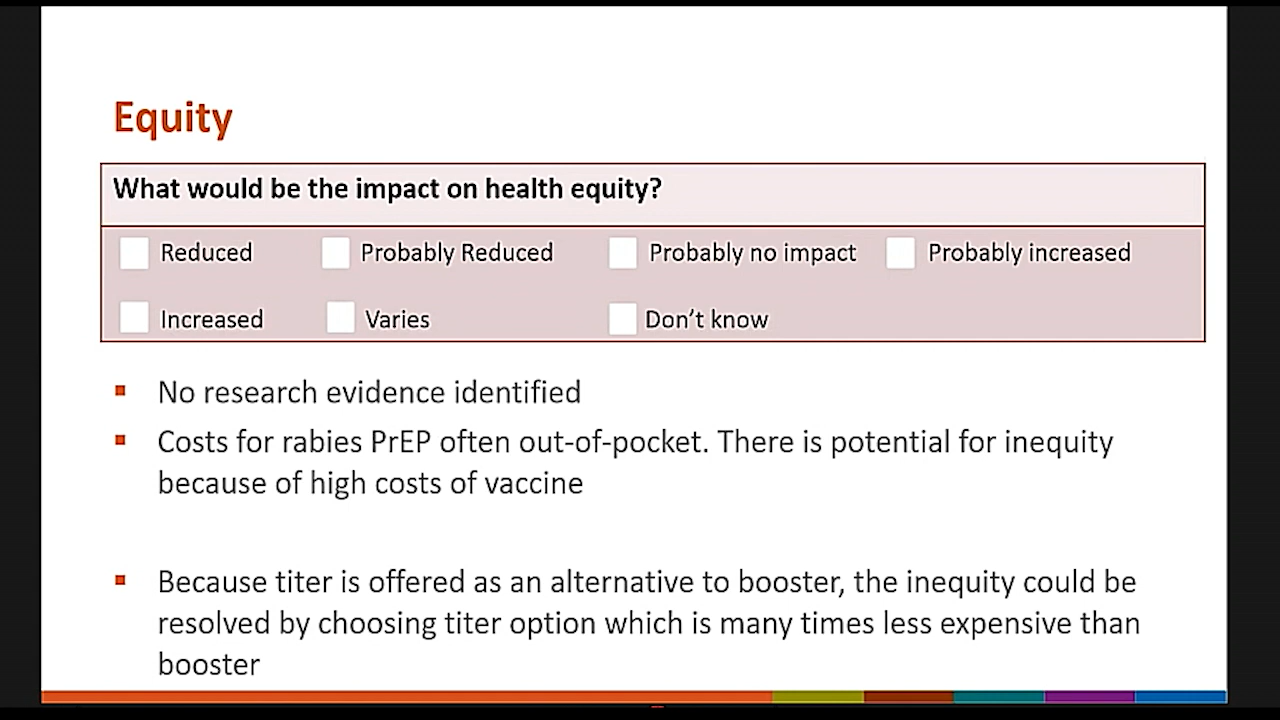 Equity
What would be the impact on health equity?
Reduced Probably Reduced Probably no impact Probably increased
Increased Varies Don’t know
No research evidence identified
Costs for rabies PrEP often out-of-pocket. There is potential for inequity
because of high costs of vaccine
Because titer is offered as an alternative to booster, the inequity could be
resolved by choosing titer option which is many times less expensive than
booster